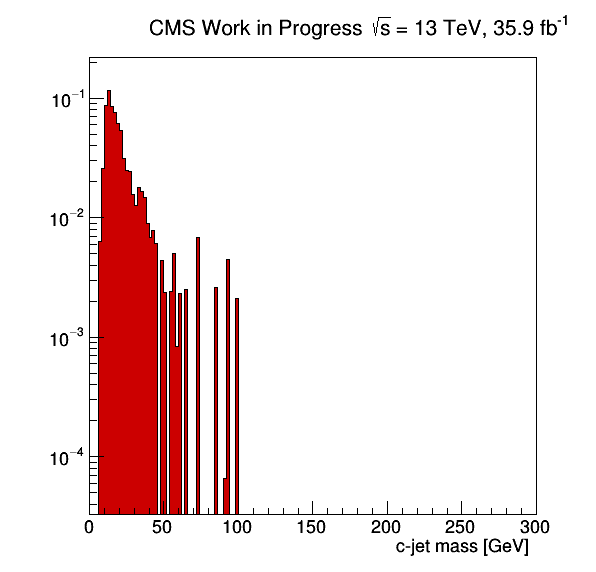 CMS Work in Progress √s = 13 TeV, 35.9 fb⁻¹
10⁻¹
10⁻²
10⁻³
10⁻⁴
0 50 100 150 200 250 300
c-jet mass [GeV]